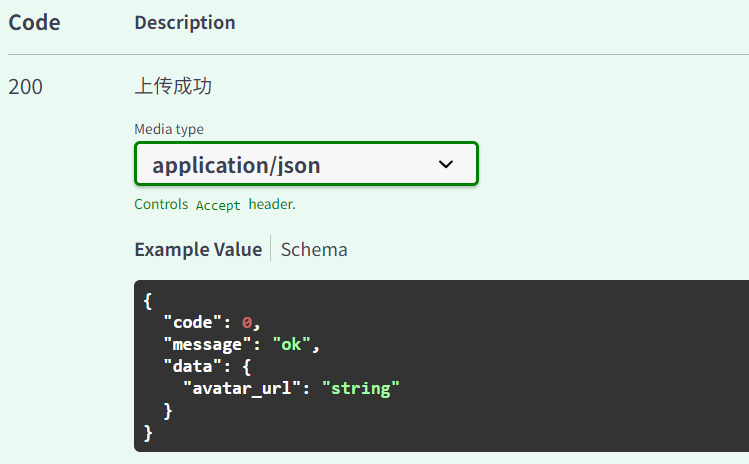 Code Description
200 上传成功
Media type
application/json
Controls Accept header.
Example Value Schema
{
  "code": 0,
  "message": "ok",
  "data": {
    "avatar_url": "string"
  }
}